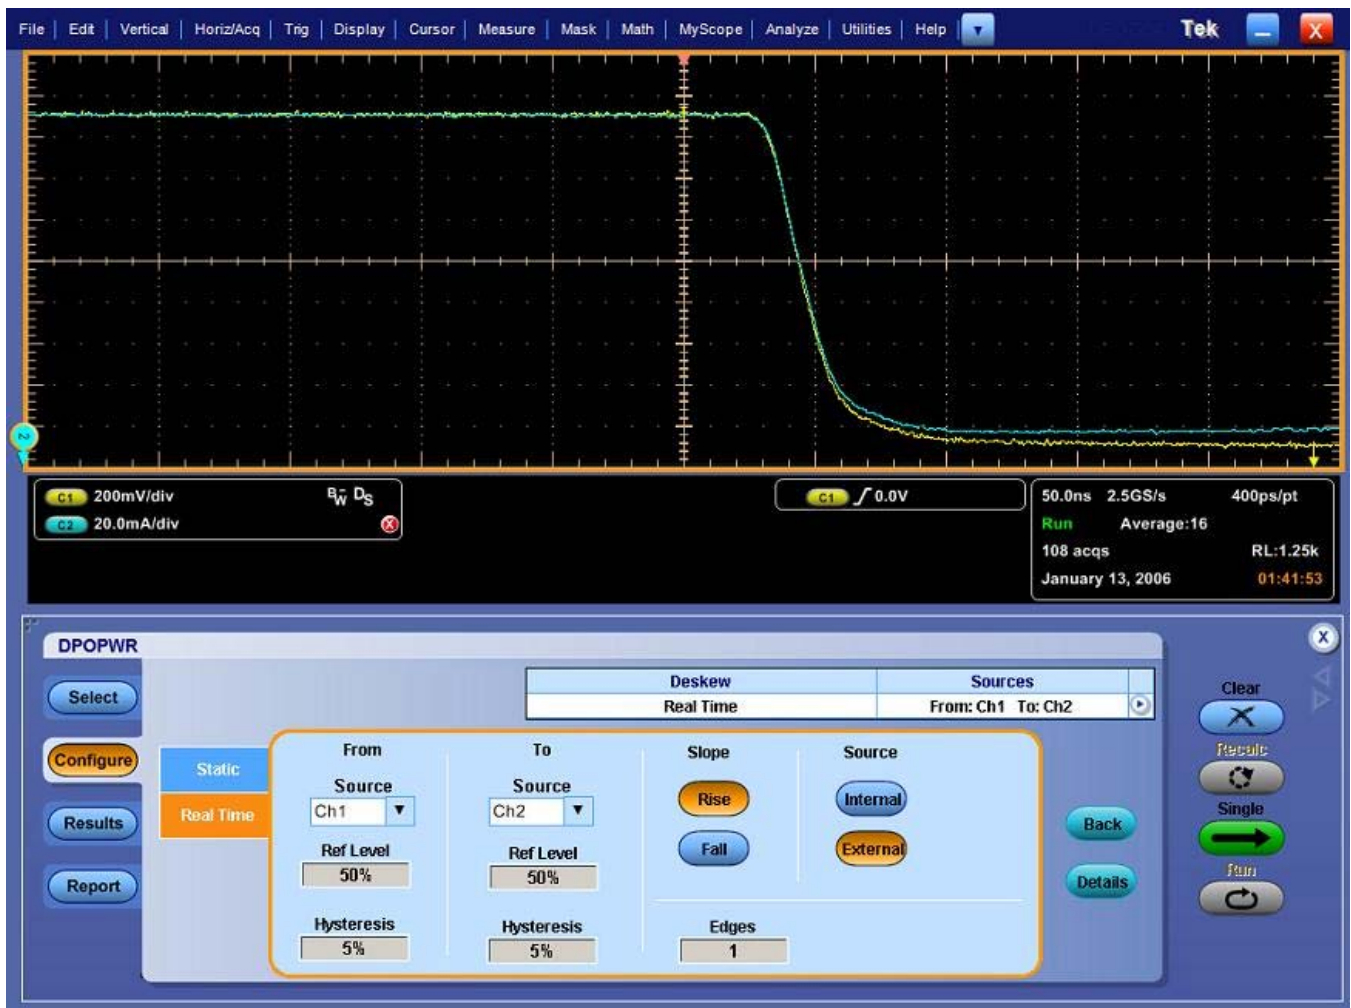 File Edit Vertical Horiz/Acq Trig Display Cursor Measure Mask Math MyScope Analyze Utilities Help Tek X
2
C1 200mV/div BW DS
C2 20.0mA/div
C1 0.0V
50.0ns 2.5GS/s 400ps/pt
Run Average:16
108 acqs RL:1.25k
January 13, 2006 01:41:53
DPOPWR
X
Select
Configure
Results
Report
Static
Real Time
Deskew Sources
Real Time From: Ch1 To: Ch2
From To Slope Source
Source Source
Ch1 Ch2
Rise Internal
Ref Level Ref Level
Fall External
50% 50%
Hysteresis Hysteresis Edges
5% 5% 1
Back
Details
Clear
Recalc
Single
Run